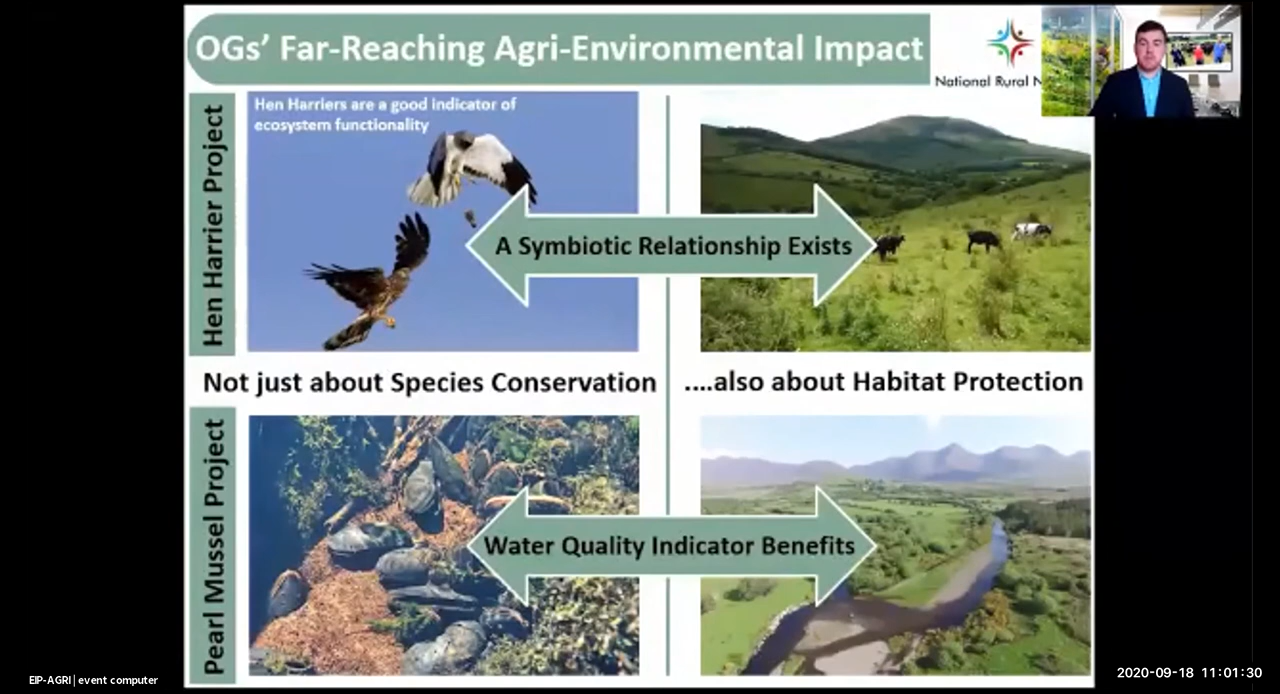 OGs' Far-Reaching Agri-Environmental Impact
National Rural N
Hen Harrier Project
Hen Harriers are a good indicator of
ecosystem functionality
A Symbiotic Relationship Exists
Not just about Species Conservation
....also about Habitat Protection
Pearl Mussel Project
Water Quality Indicator Benefits
EIP-AGRI | event computer
2020-09-18 11:01:30